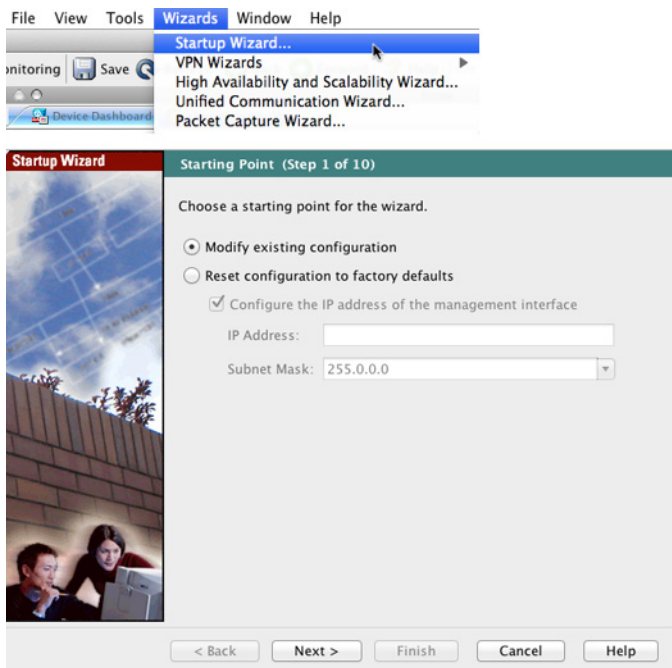 File View Tools Wizards Window Help
Startup Wizard...
onitoring Save
VPN Wizards
High Availability and Scalability Wizard...
Unified Communication Wizard...
Device Dashboard
Packet Capture Wizard...
Startup Wizard
Starting Point (Step 1 of 10)
Choose a starting point for the wizard.
Modify existing configuration
Reset configuration to factory defaults
Configure the IP address of the management interface
IP Address:
Subnet Mask: 255.0.0.0
< Back Next > Finish Cancel Help